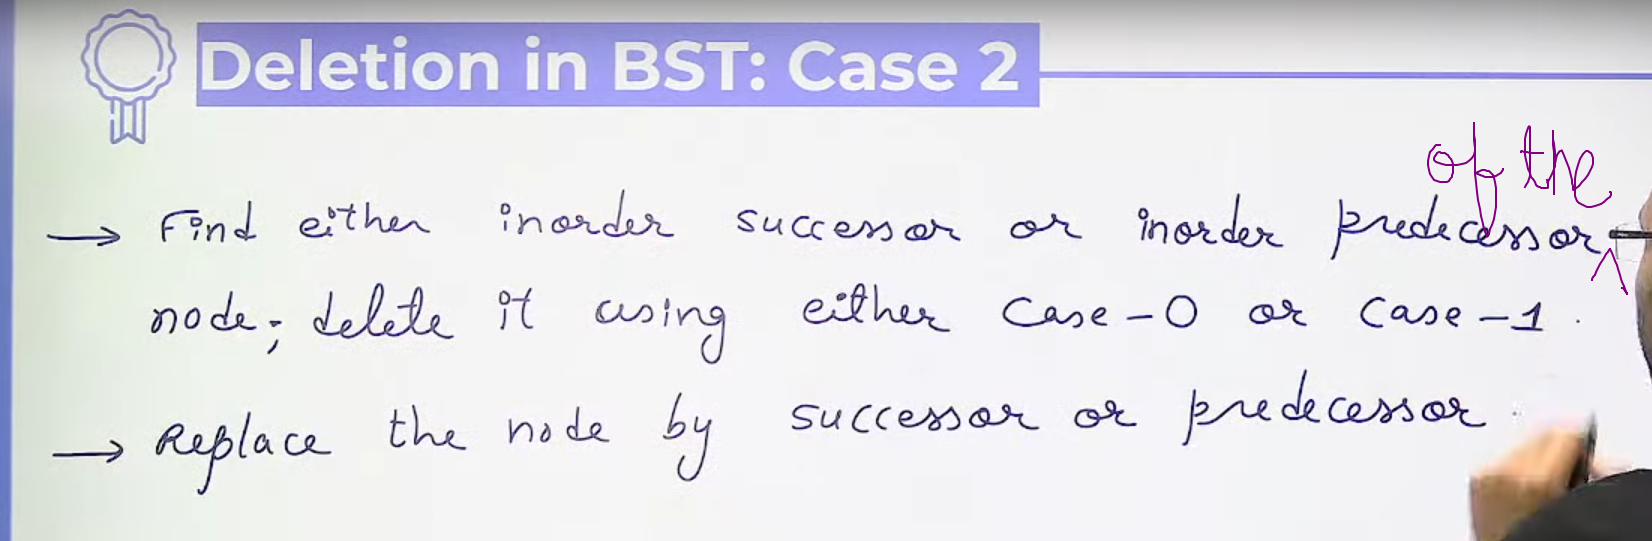 Deletion in BST: Case 2
of the
→ Find either inorder successor or inorder predecessor ^
node; delete it using either Case-0 or Case-1.
→ Replace the node by successor or predecessor.